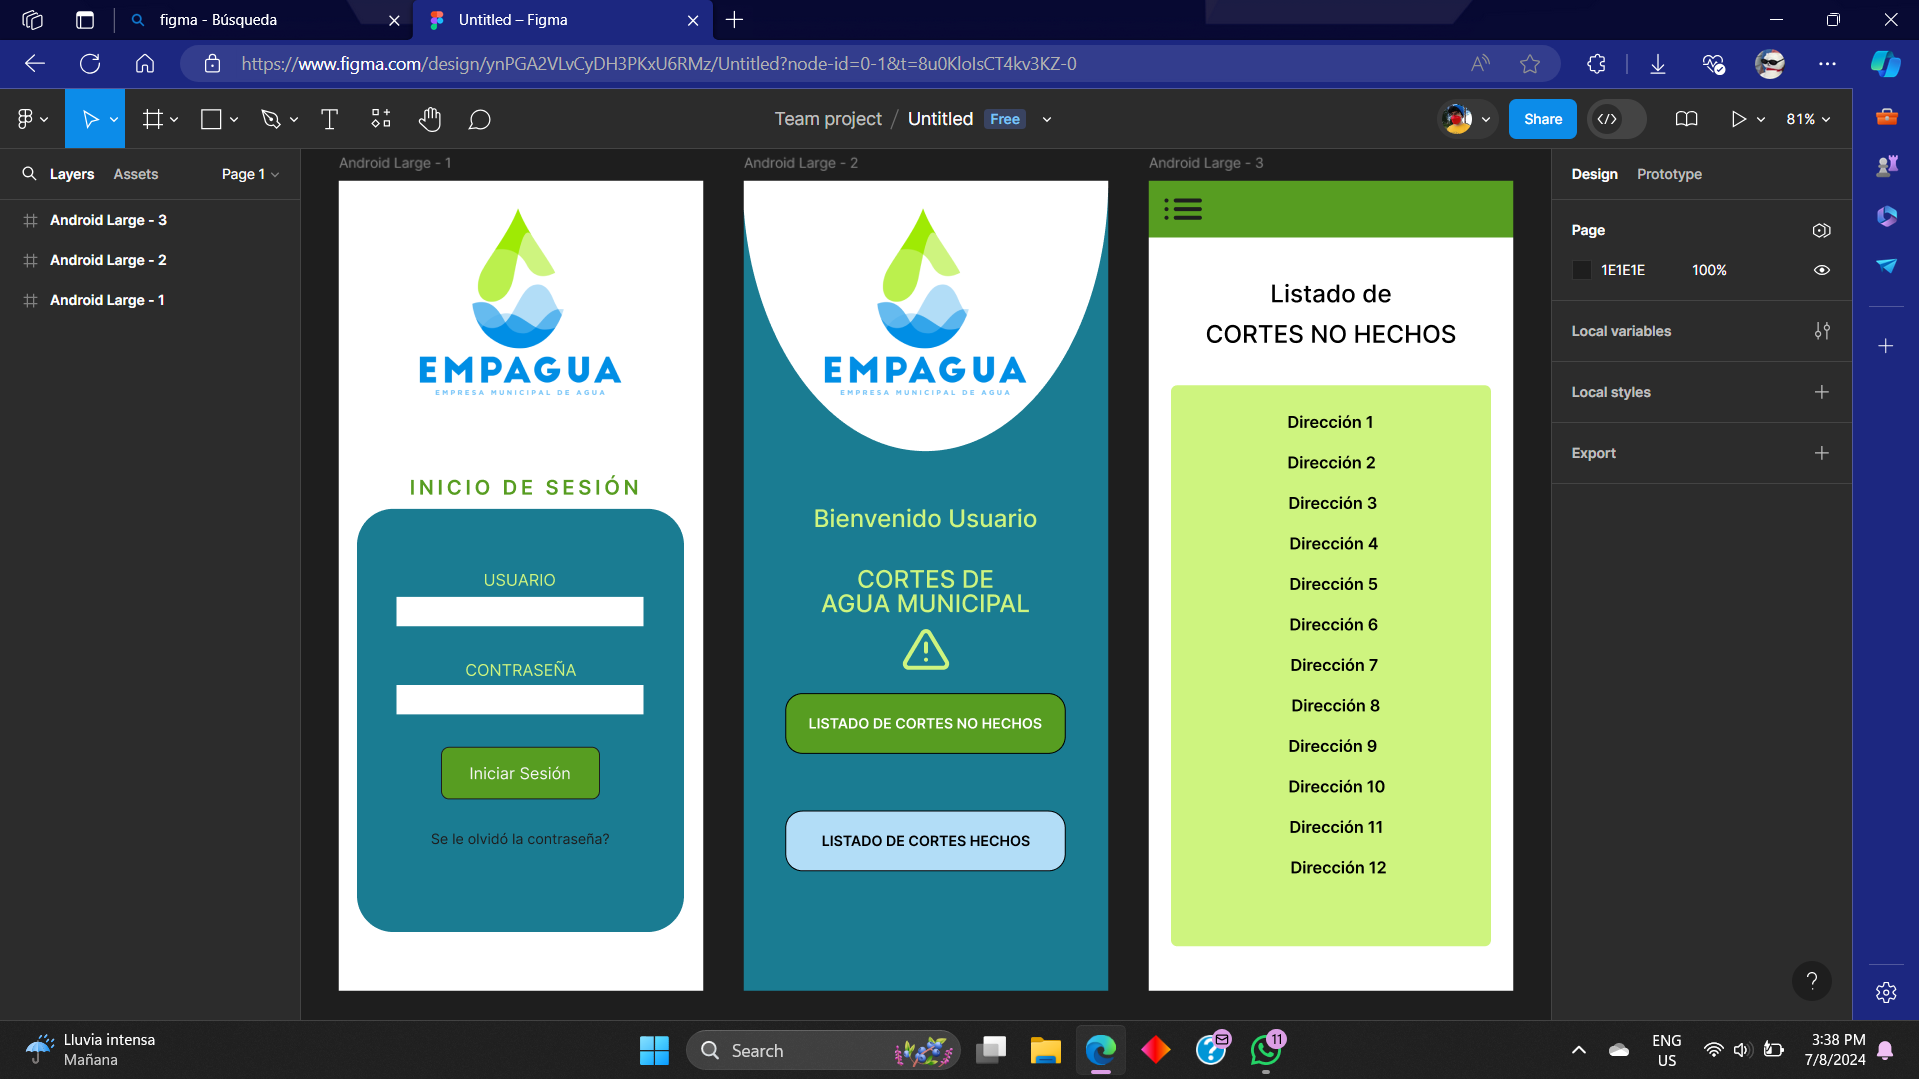 figma - Búsqueda
Untitled – Figma
https://www.figma.com/design/ynPGA2VLvCyDH3PKxU6RMz/Untitled?node-id=0-1&t=8u0KloIsCT4kv3KZ-0
Team project / Untitled Free
Share
81%
Layers Assets Page 1
Android Large - 3
Android Large - 2
Android Large - 1
Android Large - 1
EMPAGUA
EMPRESA MUNICIPAL DE AGUA
INICIO DE SESIÓN
USUARIO
CONTRASEÑA
Iniciar Sesión
Se le olvidó la contraseña?
Android Large - 2
EMPAGUA
EMPRESA MUNICIPAL DE AGUA
Bienvenido Usuario
CORTES DE
AGUA MUNICIPAL
LISTADO DE CORTES NO HECHOS
LISTADO DE CORTES HECHOS
Android Large - 3
Listado de
CORTES NO HECHOS
Dirección 1
Dirección 2
Dirección 3
Dirección 4
Dirección 5
Dirección 6
Dirección 7
Dirección 8
Dirección 9
Dirección 10
Dirección 11
Dirección 12
Design Prototype
Page
1E1E1E 100%
Local variables
Local styles
Export
?
Lluvia intensa
Mañana
Search
11
ENG
US
3:38 PM
7/8/2024